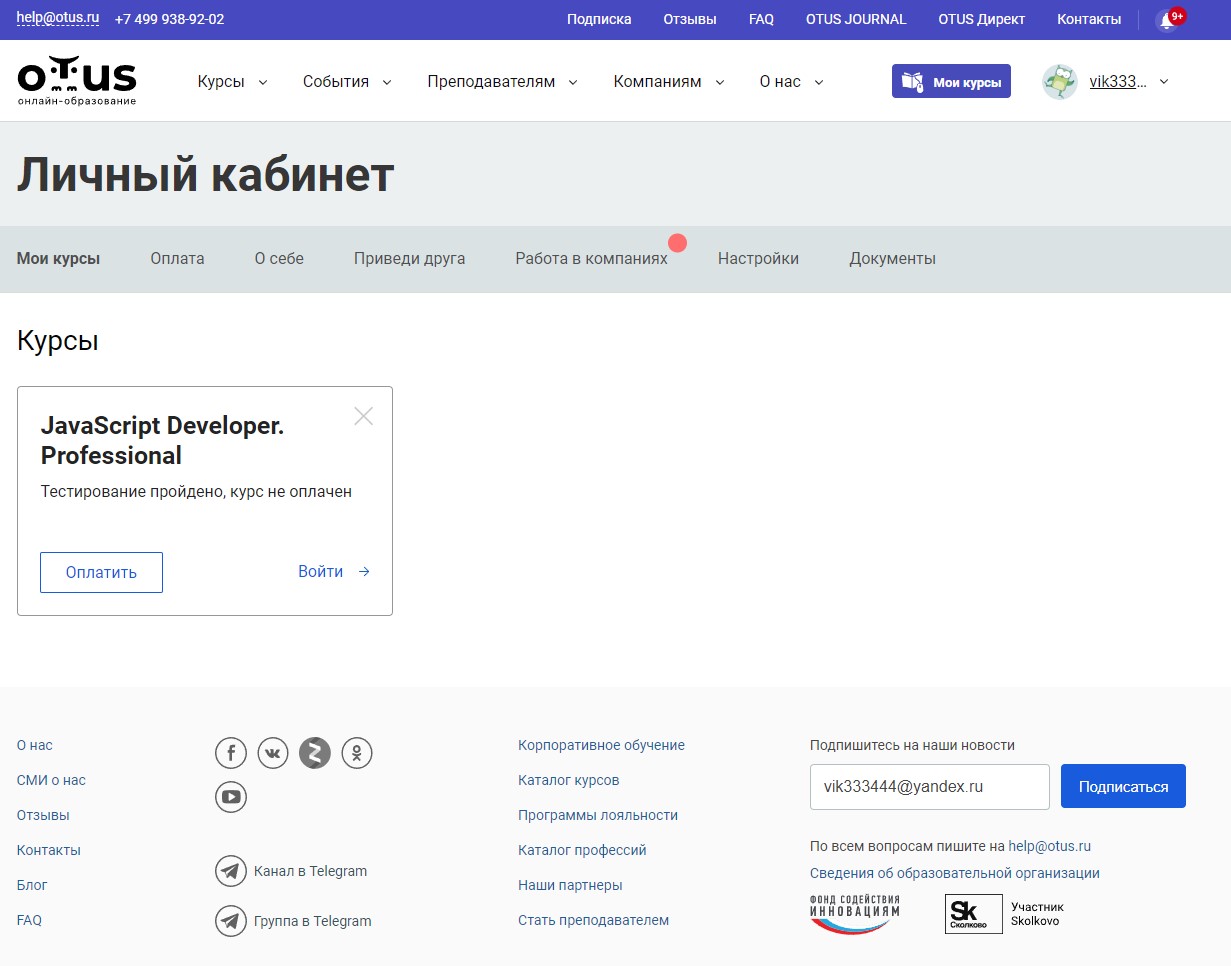 help@otus.ru +7 499 938-92-02 Подписка Отзывы FAQ OTUS JOURNAL OTUS Директ Контакты 9+
OTUS
онлайн-образование
Курсы События Преподавателям Компаниям О нас Мои курсы vik333...
Личный кабинет
Мои курсы Оплата О себе Приведи друга Работа в компаниях Настройки Документы
Курсы
JavaScript Developer.
Professional
Тестирование пройдено, курс не оплачен
Оплатить Войти →
О нас
СМИ о нас
Отзывы
Контакты
Блог
FAQ
Канал в Telegram
Группа в Telegram
Корпоративное обучение
Каталог курсов
Программы лояльности
Каталог профессий
Наши партнеры
Стать преподавателем
Подпишитесь на наши новости
vik333444@yandex.ru Подписаться
По всем вопросам пишите на help@otus.ru
Сведения об образовательной организации
ФОНД СОДЕЙСТВИЯ
ИННОВАЦИЯМ
Sk
Сколково
Участник
Skolkovo